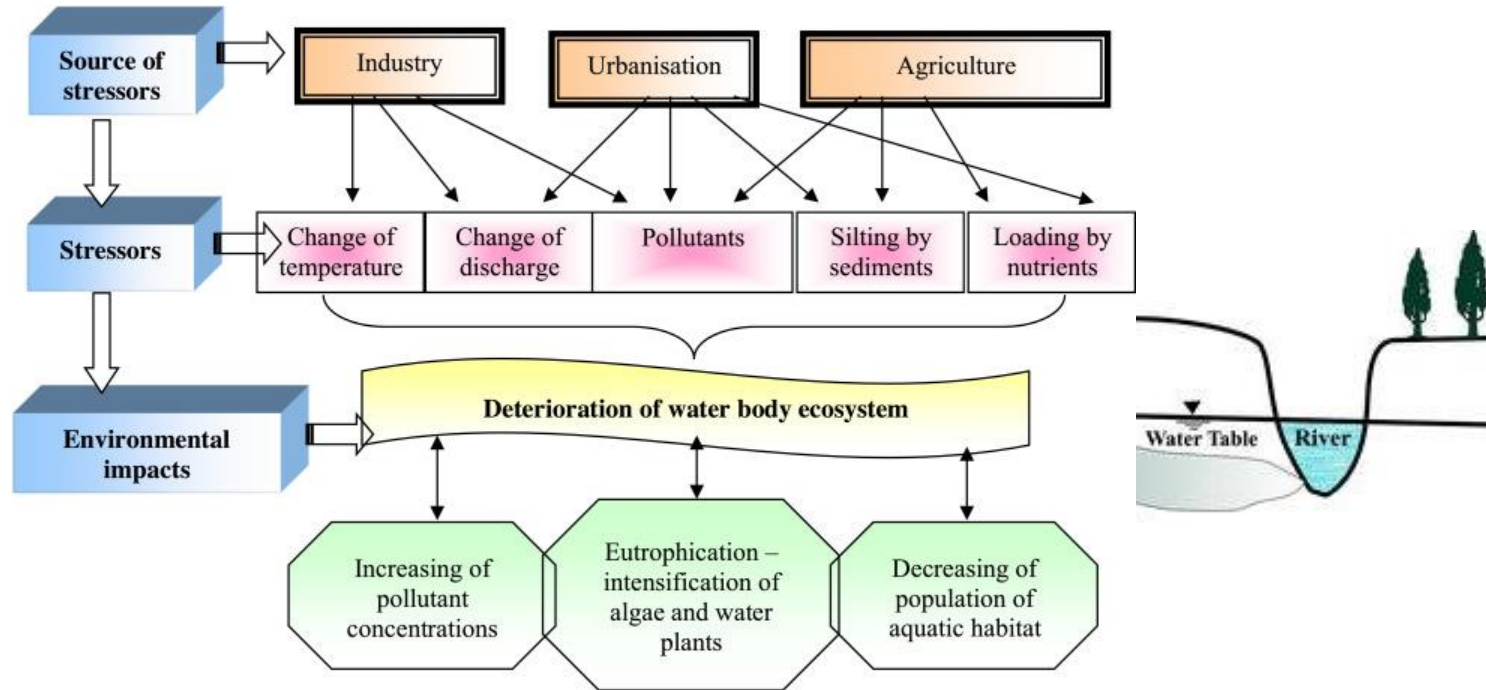 Source of
stressors
Industry
Urbanisation
Agriculture
Stressors
Change of
temperature
Change of
discharge
Pollutants
Silting by
sediments
Loading by
nutrients
Environmental
impacts
Deterioration of water body ecosystem
Increasing of
pollutant
concentrations
Eutrophication –
intensification of
algae and water
plants
Decreasing of
population of
aquatic habitat
Water Table
River